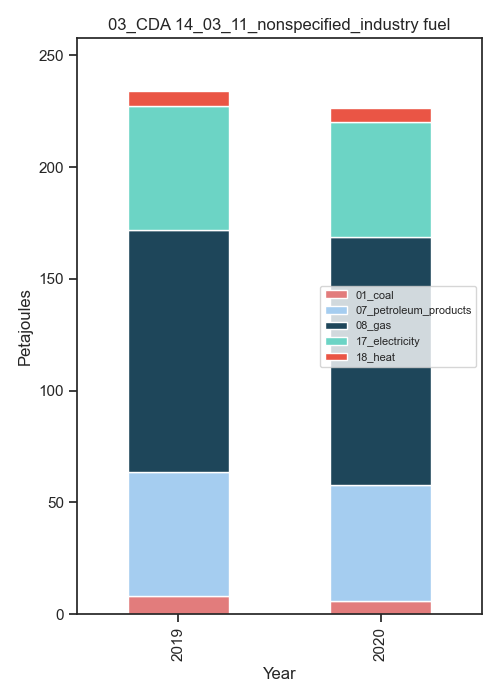 03_CDA 14_03_11_nonspecified_industry fuel
250
200
150
100
50
0
Petajoules
01_coal
07_petroleum_products
08_gas
17_electricity
18_heat
2019
2020
Year